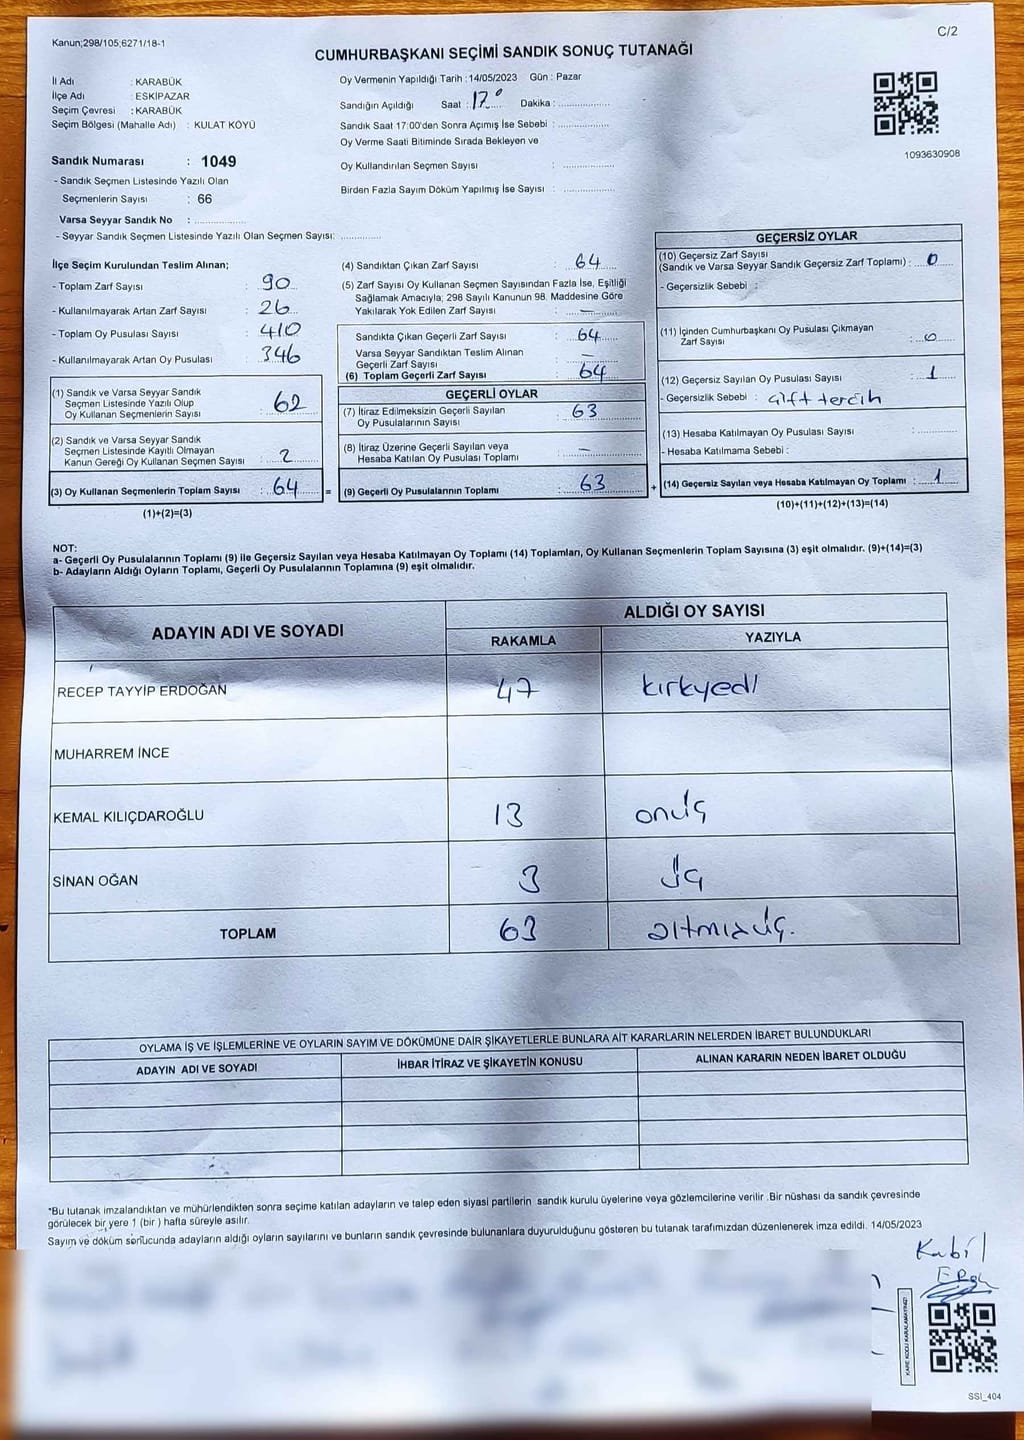 Kanun;298/105;6271/18-1
C/2
CUMHURBAŞKANI SEÇİMİ SANDIK SONUÇ TUTANAĞI
İl Adı : KARABÜK
İlçe Adı : ESKİPAZAR
Seçim Çevresi : KARABÜK
Seçim Bölgesi (Mahalle Adı) : KULAT KÖYÜ
Sandık Numarası : 1049
- Sandık Seçmen Listesinde Yazılı Olan
Seçmenlerin Sayısı : 66
Varsa Seyyar Sandık No : ..................
- Seyyar Sandık Seçmen Listesinde Yazılı Olan Seçmen Sayısı: ..............
Oy Vermenin Yapıldığı Tarih : 14/05/2023 Gün : Pazar
Sandığın Açıldığı Saat : 17° Dakika : ..................
Sandık Saat 17:00'den Sonra Açımış İse Sebebi : ..................
Oy Verme Saati Bitiminde Sırada Bekleyen ve
Oy Kullandırılan Seçmen Sayısı : ..................
Birden Fazla Sayım Döküm Yapılmış İse Sayısı : ..................
1093630908
İlçe Seçim Kurulundan Teslim Alınan;
- Toplam Zarf Sayısı : 90
- Kullanılmayarak Artan Zarf Sayısı : 26
- Toplam Oy Pusulası Sayısı : 410
- Kullanılmayarak Artan Oy Pusulası : 346
(1) Sandık ve Varsa Seyyar Sandık
Seçmen Listesinde Yazılı Olup
Oy Kullanan Seçmenlerin Sayısı : 62
(2) Sandık ve Varsa Seyyar Sandık
Seçmen Listesinde Kayıtlı Olmayan
Kanun Gereği Oy Kullanan Seçmen Sayısı : 2
(3) Oy Kullanan Seçmenlerin Toplam Sayısı : 64 =
(1)+(2)=(3)
(4) Sandıktan Çıkan Zarf Sayısı : 64
(5) Zarf Sayısı Oy Kullanan Seçmen Sayısından Fazla İse, Eşitliği
Sağlamak Amacıyla; 298 Sayılı Kanunun 98. Maddesine Göre
Yakılarak Yok Edilen Zarf Sayısı : —
Sandıkta Çıkan Geçerli Zarf Sayısı : 64
Varsa Seyyar Sandıktan Teslim Alınan
Geçerli Zarf Sayısı : —
(6) Toplam Geçerli Zarf Sayısı : 64
GEÇERLİ OYLAR
(7) İtiraz Edilmeksizin Geçerli Sayılan : 63
Oy Pusulalarının Sayısı
(8) İtiraz Üzerine Geçerli Sayılan veya
Hesaba Katılan Oy Pusulası Toplamı : —
(9) Geçerli Oy Pusulalarının Toplamı : 63 +
GEÇERSİZ OYLAR
(10) Geçersiz Zarf Sayısı
(Sandık ve Varsa Seyyar Sandık Geçersiz Zarf Toplamı) : 0
- Geçersizlik Sebebi :
(11) İçinden Cumhurbaşkanı Oy Pusulası Çıkmayan
Zarf Sayısı : 0
(12) Geçersiz Sayılan Oy Pusulası Sayısı : 1
- Geçersizlik Sebebi : çift tercih
(13) Hesaba Katılmayan Oy Pusulası Sayısı : ..............
- Hesaba Katılmama Sebebi :
(14) Geçersiz Sayılan veya Hesaba Katılmayan Oy Toplamı : 1
(10)+(11)+(12)+(13)=(14)
NOT:
a- Geçerli Oy Pusulalarının Toplamı (9) ile Geçersiz Sayılan veya Hesaba Katılmayan Oy Toplamı (14) Toplamları, Oy Kullanan Seçmenlerin Toplam Sayısına (3) eşit olmalıdır. (9)+(14)=(3)
b- Adayların Aldığı Oyların Toplamı, Geçerli Oy Pusulalarının Toplamına (9) eşit olmalıdır.
ADAYIN ADI VE SOYADI
ALDIĞI OY SAYISI
RAKAMLA YAZIYLA
RECEP TAYYİP ERDOĞAN 47 kırkyedi
MUHARREM İNCE
KEMAL KILIÇDAROĞLU 13 onüç
SİNAN OĞAN 3 üç
TOPLAM 63 altmışüç.
OYLAMA İŞ VE İŞLEMLERİNE VE OYLARIN SAYIM VE DÖKÜMÜNE DAİR ŞİKAYETLERLE BUNLARA AİT KARARLARIN NELERDEN İBARET BULUNDUKLARI
ADAYIN ADI VE SOYADI İHBAR İTİRAZ VE ŞİKAYETİN KONUSU ALINAN KARARIN NEDEN İBARET OLDUĞU
*Bu tutanak imzalandıktan ve mühürlendikten sonra seçime katılan adayların ve talep eden siyasi partilerin sandık kurulu üyelerine veya gözlemcilerine verilir .Bir nüshası da sandık çevresinde
görülecek bir yere 1 (bir ) hafta süreyle asılır.
Sayım ve döküm sonucunda adayların aldığı oyların sayılarını ve bunların sandık çevresinde bulunanlara duyurulduğunu gösteren bu tutanak tarafımızdan düzenlenerek imza edildi. 14/05/2023
Kabil
KARE KODU KARALAMAYINIZ!
SSI_404